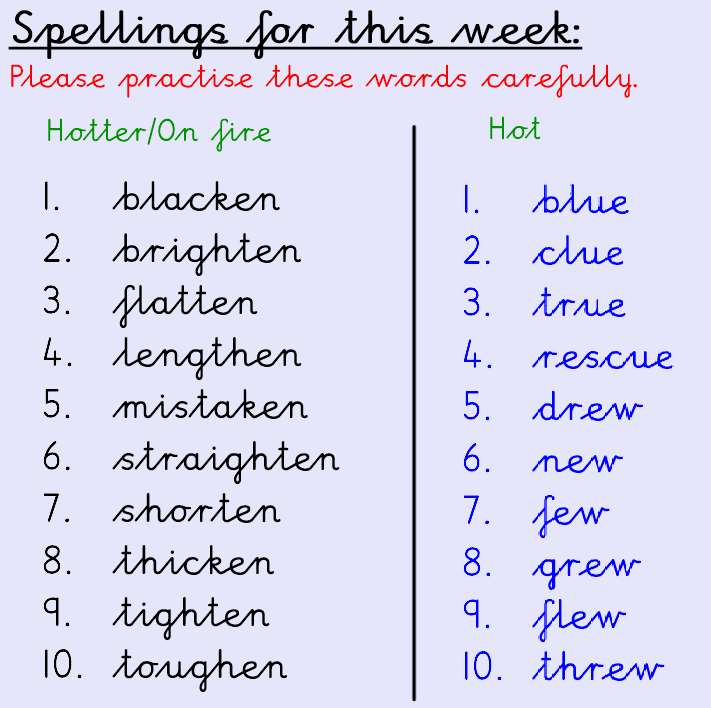 Spellings for this week:
Please practise these words carefully.
Hotter/On fire
1. blacken
2. brighten
3. flatten
4. lengthen
5. mistaken
6. straighten
7. shorten
8. thicken
9. tighten
10. toughen
Hot
1. blue
2. clue
3. true
4. rescue
5. drew
6. new
7. few
8. grew
9. flew
10. threw